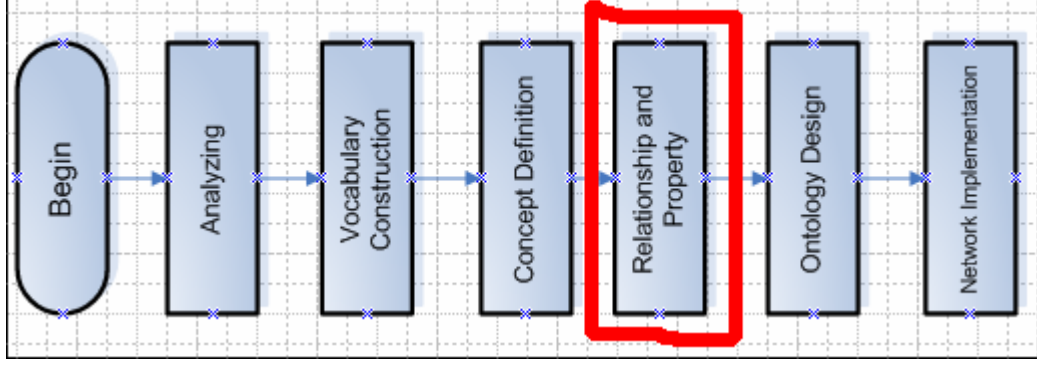 Begin
Analyzing
Vocabulary
Construction
Concept Definition
Relationship and
Property
Ontology Design
Network Implementation